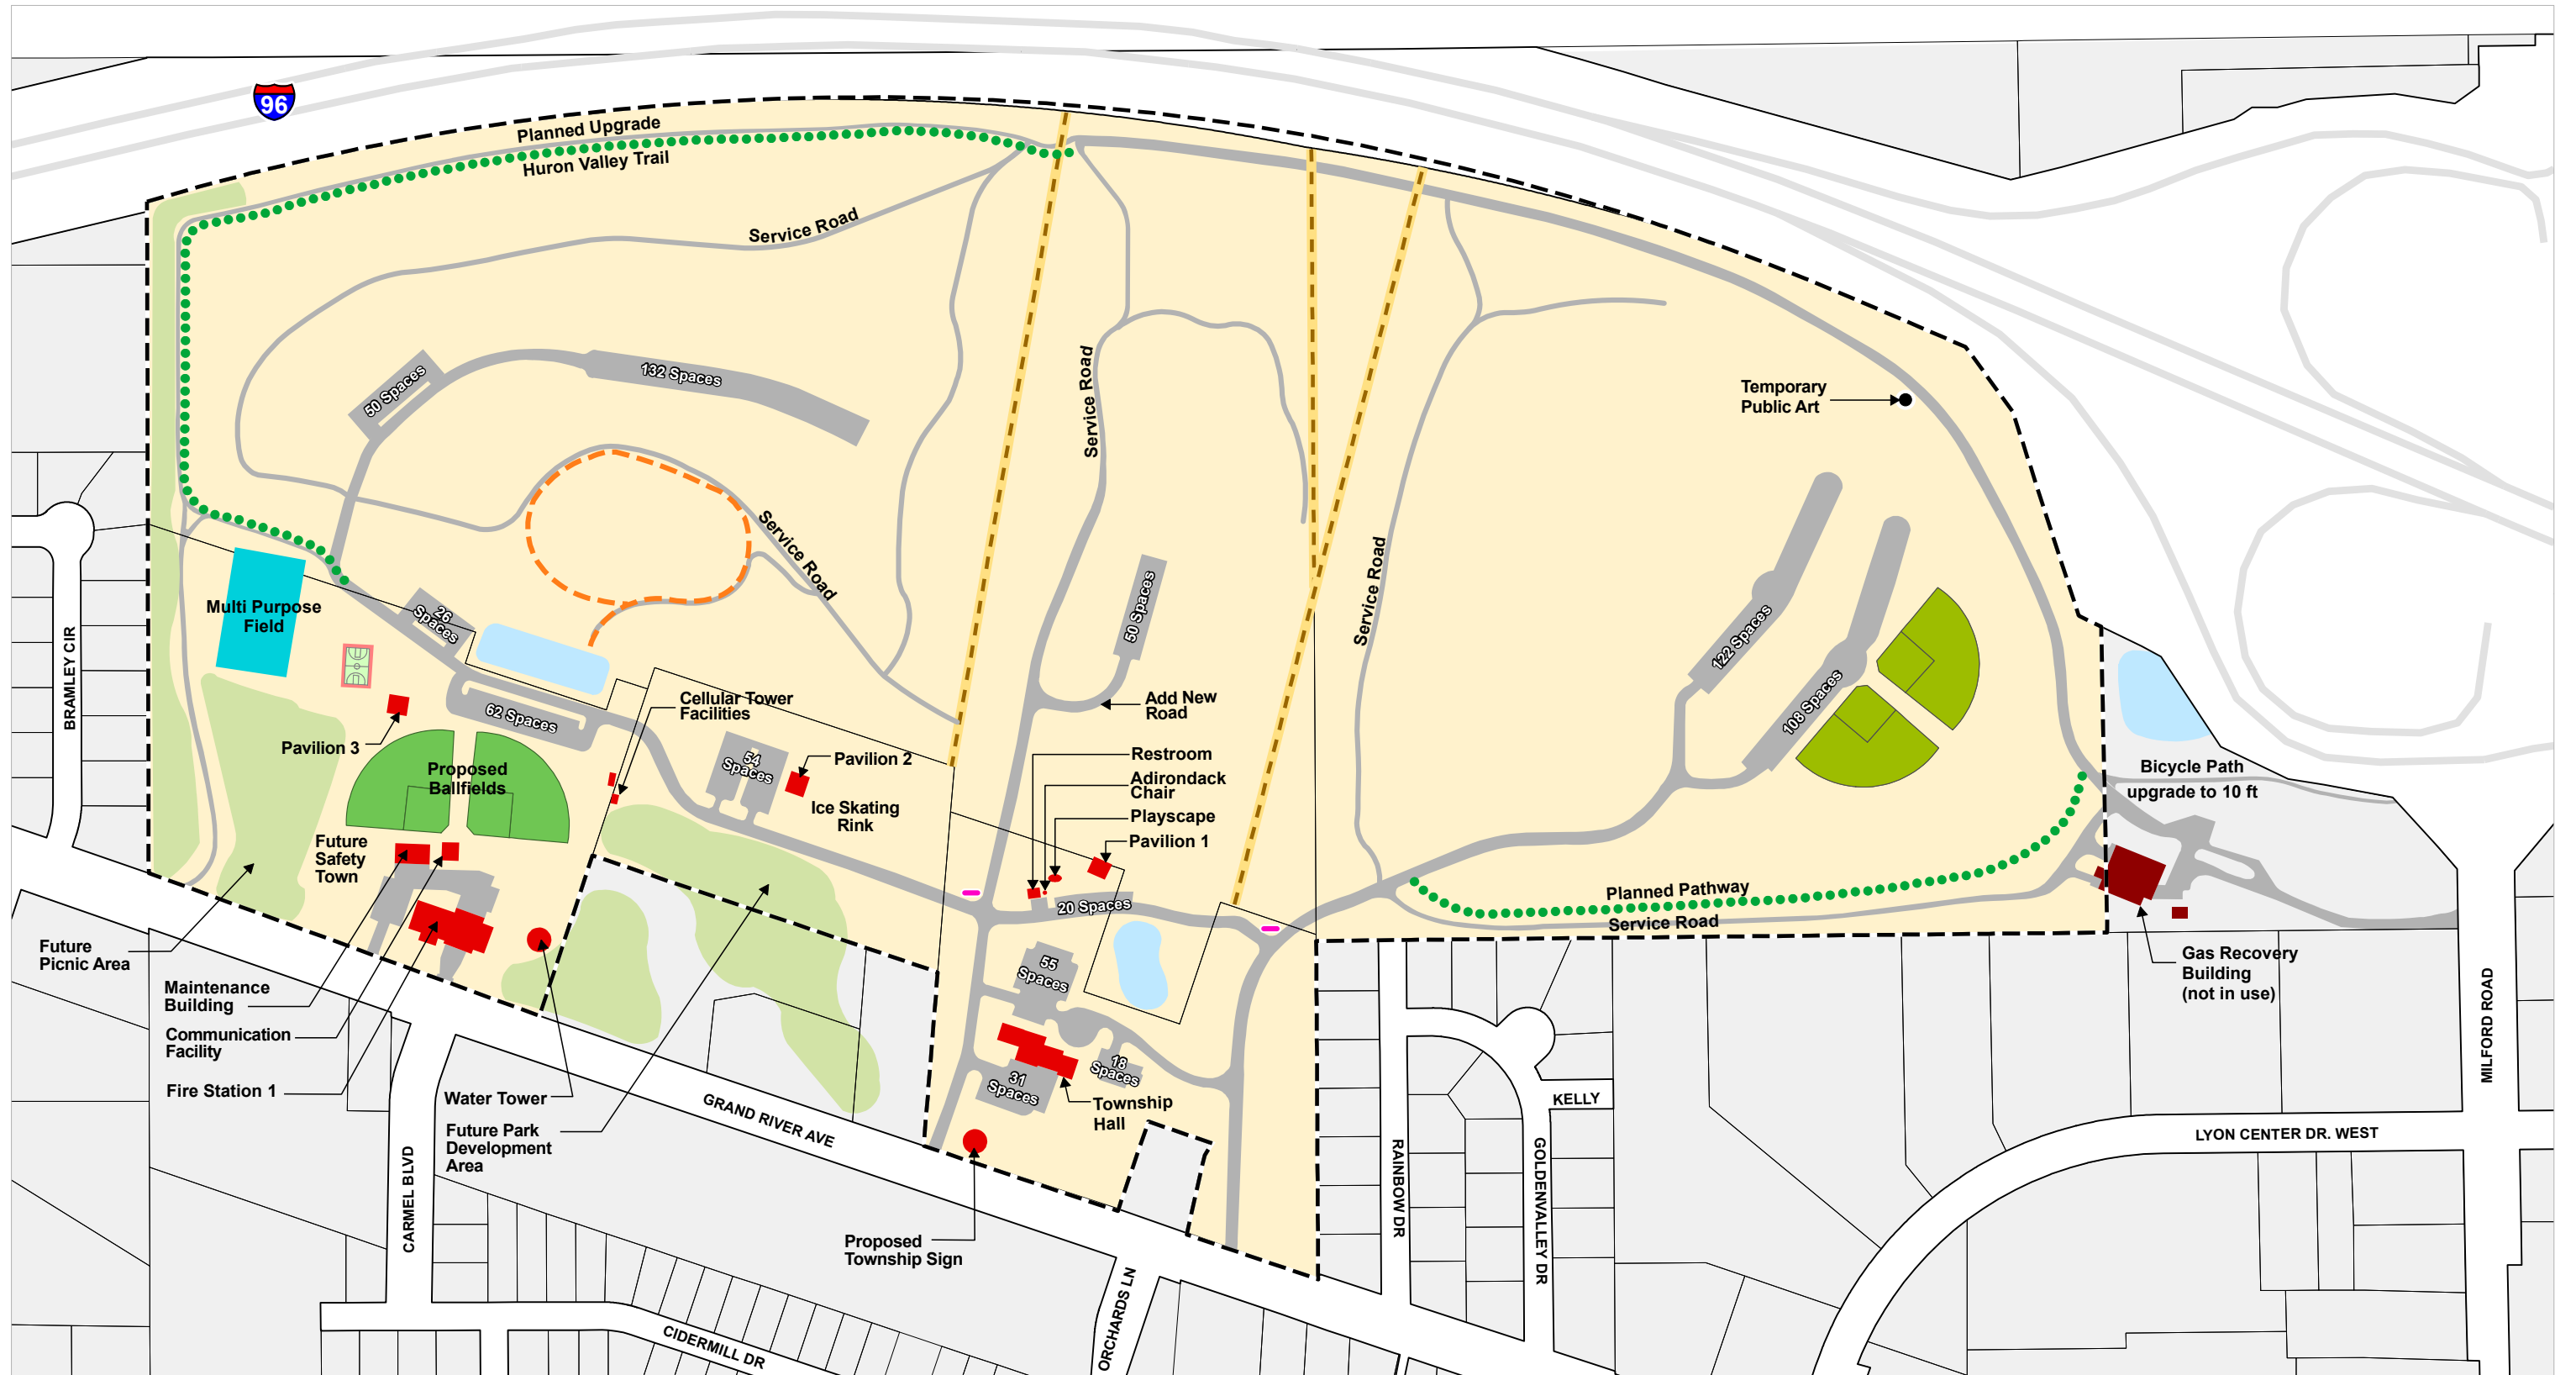 96
Planned Upgrade
Huron Valley Trail
Service Road
50 Spaces
132 Spaces
Service Road
Temporary
Public Art
Service Road
Service Road
50 Spaces
Multi Purpose
Field
26
Spaces
122 Spaces
108 Spaces
BRAMLEY CIR
62 Spaces
Cellular Tower
Facilities
Add New
Road
Pavilion 3
Proposed
Ballfields
54
Spaces
Pavilion 2
Ice Skating
Rink
Restroom
Adirondack
Chair
Playscape
Pavilion 1
Bicycle Path
upgrade to 10 ft
Future
Safety
Town
20 Spaces
Planned Pathway
Service Road
Future
Picnic Area
Gas Recovery
Building
(not in use)
Maintenance
Building
Communication
Facility
Fire Station 1
Water Tower
Future Park
Development
Area
55
Spaces
18
Spaces
31
Spaces
Township
Hall
GRAND RIVER AVE
Proposed
Township Sign
CARMEL BLVD
CIDERMILL DR
ORCHARDS LN
RAINBOW DR
GOLDENVALLEY DR
KELLY
LYON CENTER DR. WEST
MILFORD ROAD